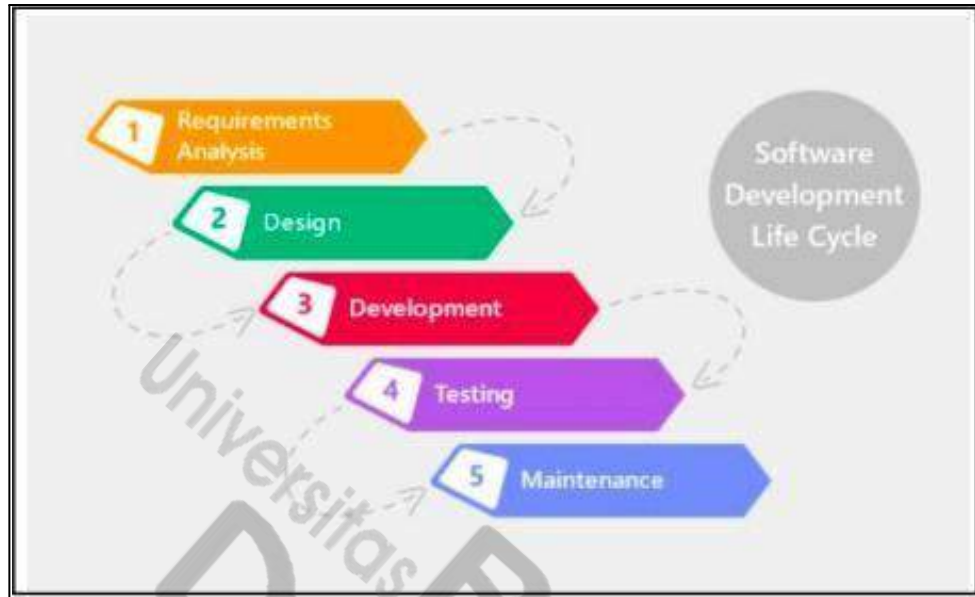 1
Requirements
Analysis
2
Design
3
Development
4
Testing
5
Maintenance
Software
Development
Life Cycle
Universitas